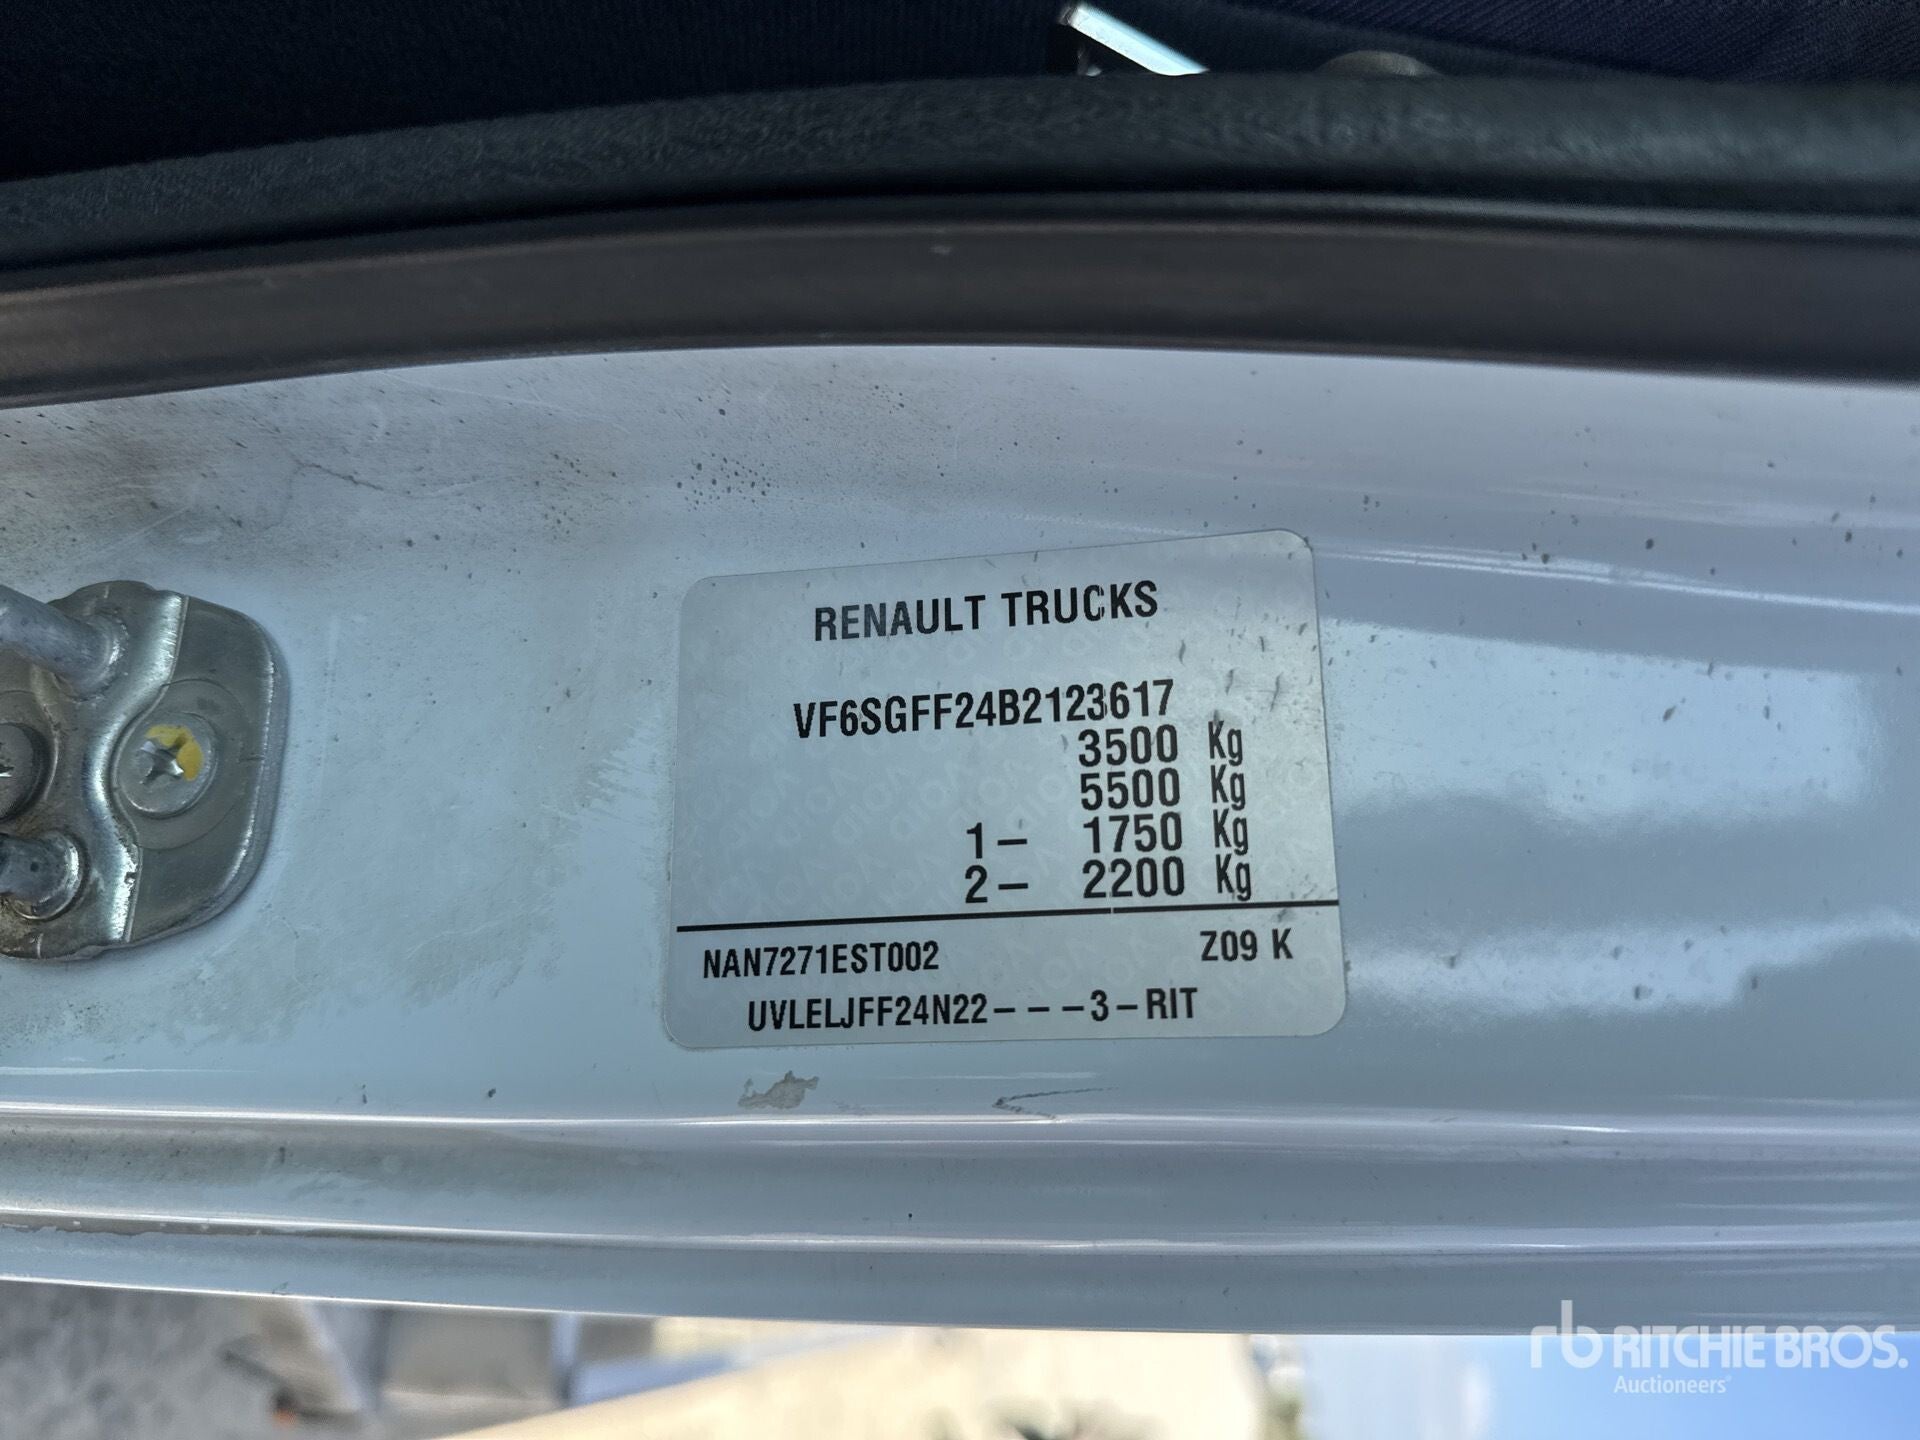 RENAULT TRUCKS
VF6SGFF24B2123617
3500 Kg
5500 Kg
1- 1750 Kg
2- 2200 Kg
NAN7271EST002 Z09 K
UVLELJFF24N22---3-RIT
rb RITCHIE BROS.
Auctioneers